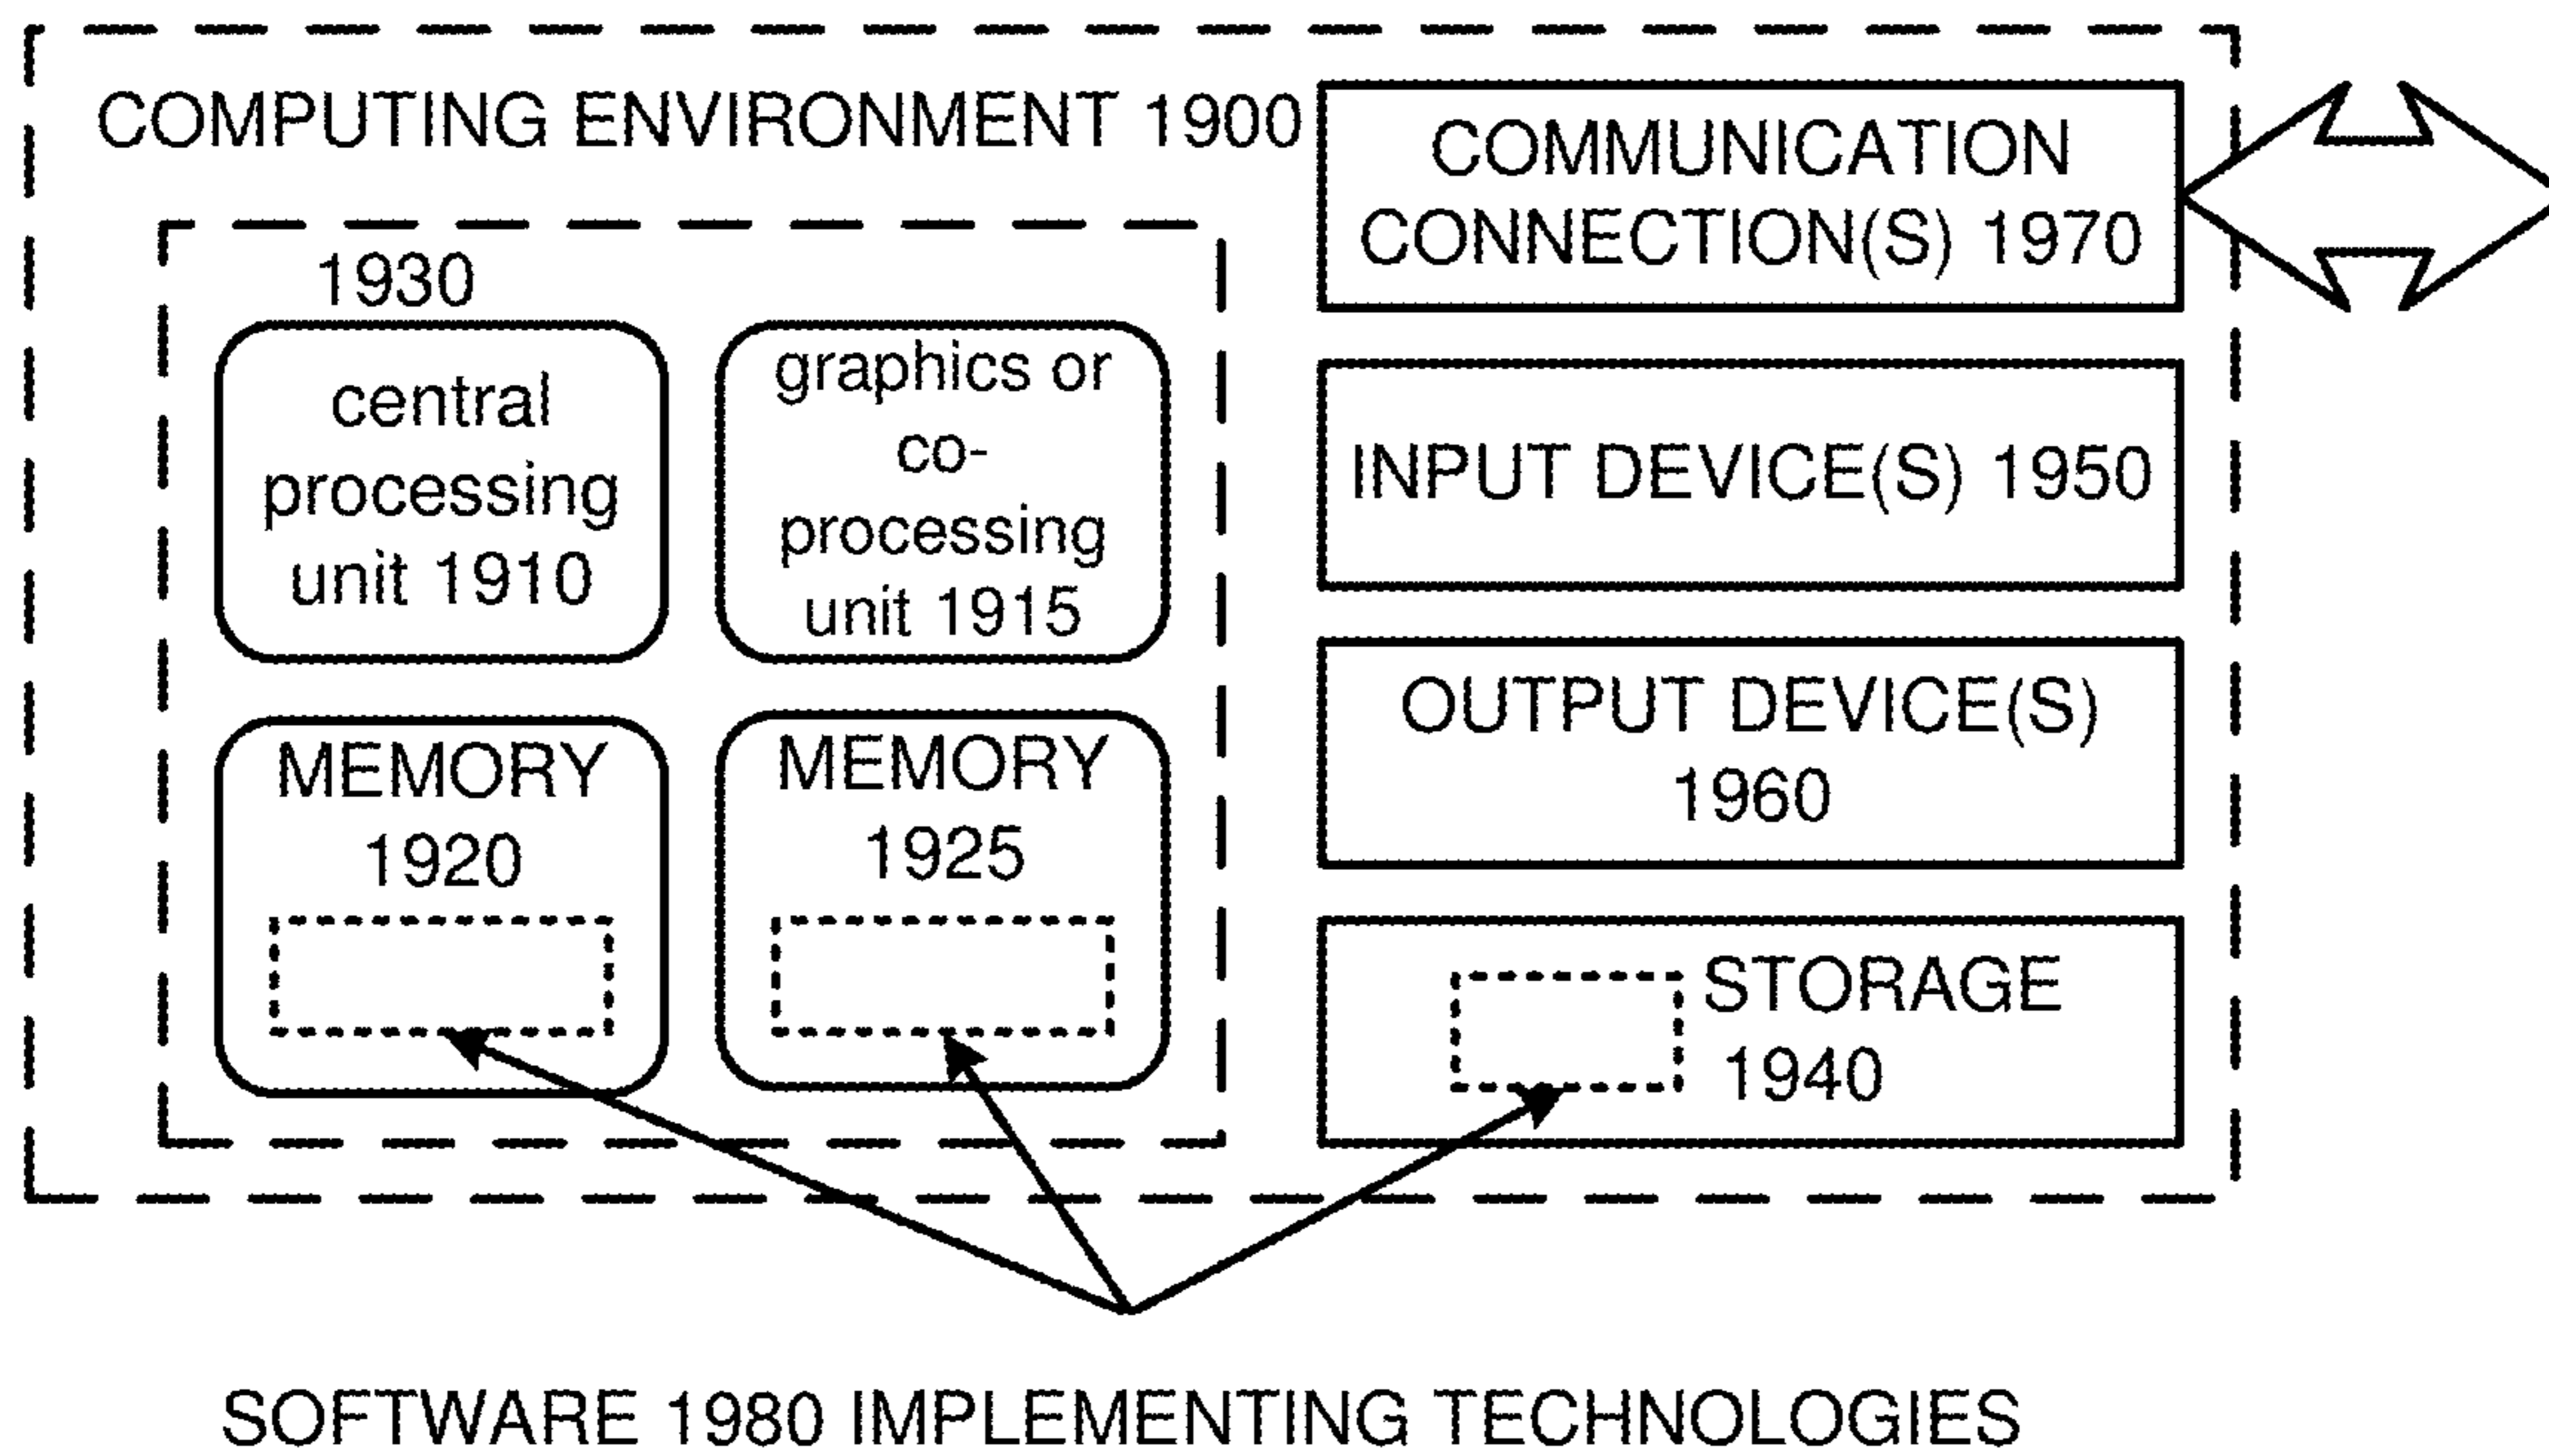 COMPUTING ENVIRONMENT 1900
1930
central
processing
unit 1910
graphics or
co-
processing
unit 1915
MEMORY
1920
MEMORY
1925
COMMUNICATION
CONNECTION(S) 1970
INPUT DEVICE(S) 1950
OUTPUT DEVICE(S)
1960
STORAGE
1940
SOFTWARE 1980 IMPLEMENTING TECHNOLOGIES